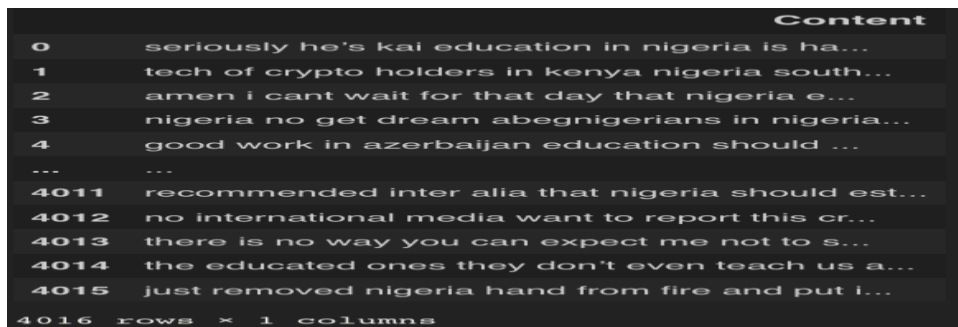 Content
0 seriously he's kai education in nigeria is ha...
1 tech of crypto holders in kenya nigeria south...
2 amen i cant wait for that day that nigeria e...
3 nigeria no get dream abegnigerians in nigeria...
4 good work in azerbaijan education should ...
... ...
4011 recommended inter alia that nigeria should est...
4012 no international media want to report this cr...
4013 there is no way you can expect me not to s...
4014 the educated ones they don't even teach us a...
4015 just removed nigeria hand from fire and put i...
4016 rows × 1 columns